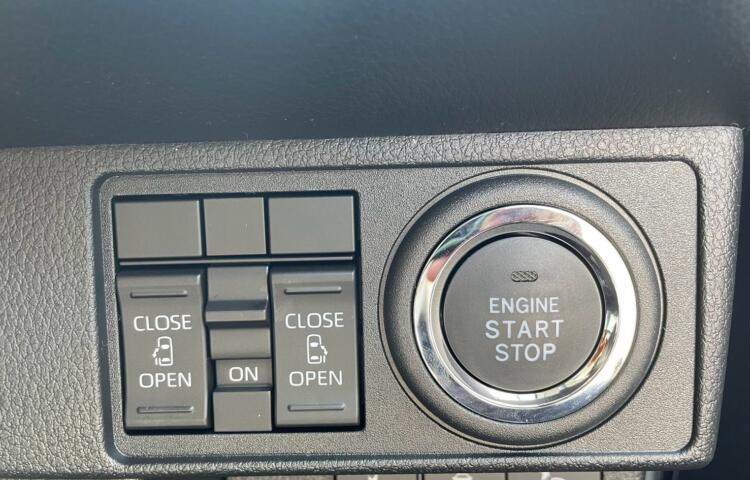 CLOSE
OPEN
ON
CLOSE
OPEN
ENGINE
START
STOP